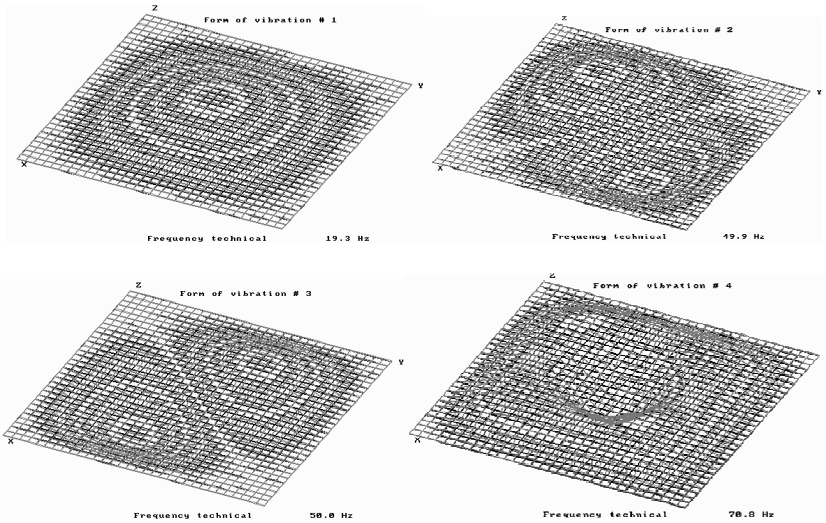 Z
Form of vibration # 1
Y
X
Frequency technical 19.3 Hz
Z
Form of vibration # 2
Y
X
Frequency technical 49.9 Hz
Z
Form of vibration # 3
Y
X
Frequency technical 50.0 Hz
Z
Form of vibration # 4
X
Frequency technical 70.8 Hz